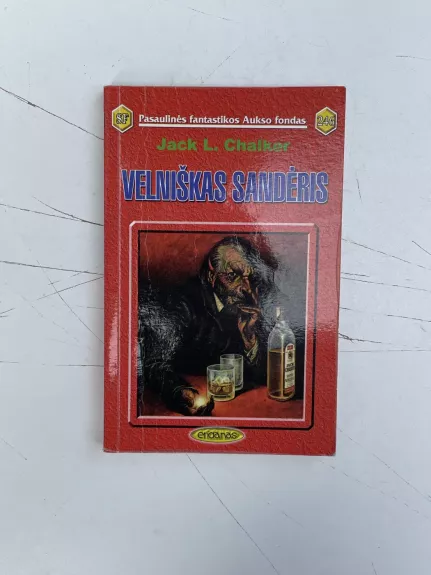 SF
Pasaulinės fantastikos Aukso fondas
Jack L. Chalker
VELNIŠKAS SANDĖRIS
eridanas